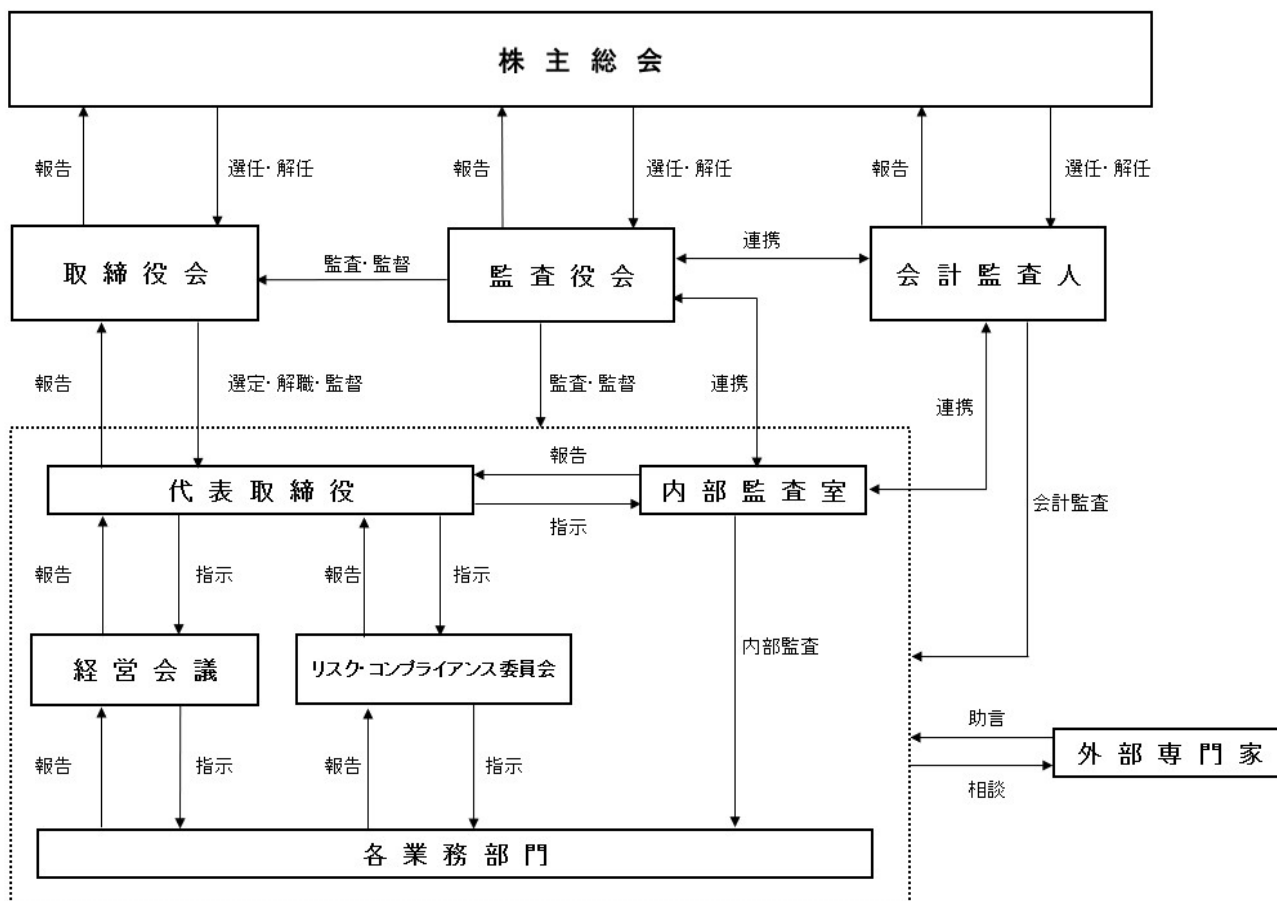 株主総会
報告
選任・解任
報告
選任・解任
報告
選任・解任
取締役会
監査・監督
監査役会
連携
会計監査人
報告
選定・解職・監督
監査・監督
連携
連携
会計監査
代表取締役
報告
指示
内部監査室
報告
指示
報告
指示
内部監査
経営会議
リスク・コンプライアンス委員会
報告
指示
報告
指示
助言
相談
外部専門家
各業務部門